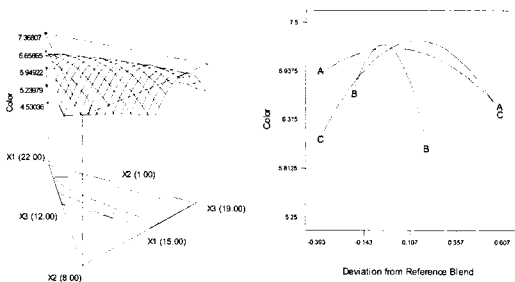 7.36807
6.65865
5.94922
5.23979
4.53036
Color
X1 (22.00)
X2 (1.00)
X3 (19.00)
X3 (12.00)
X1 (15.00)
X2 (8.00)
7.5
6.9375
6.375
5.8125
5.25
Color
A
B
C
A
C
B
-0.393
-0.143
0.107
0.357
0.607
Deviation from Reference Blend